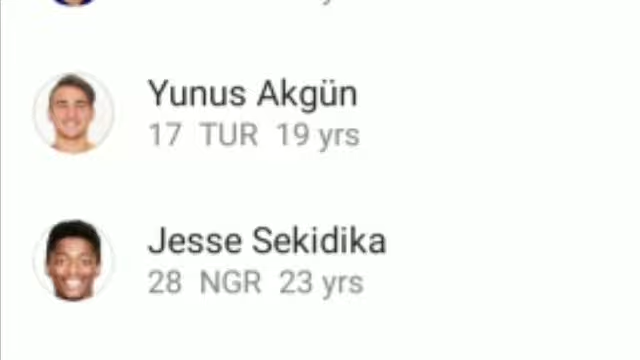 Yunus Akgün
17 TUR 19 yrs
Jesse Sekidika
28 NGR 23 yrs